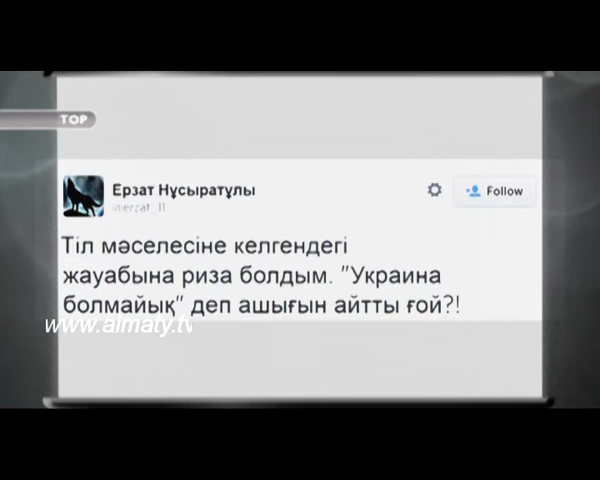 TOP
Ерзат Нұсыратұлы
Follow
Тіл мәселесіне келгендегі
жауабына риза болдым. "Украина
болмайық" деп ашығын айтты ғой?!
www.almaty.tv